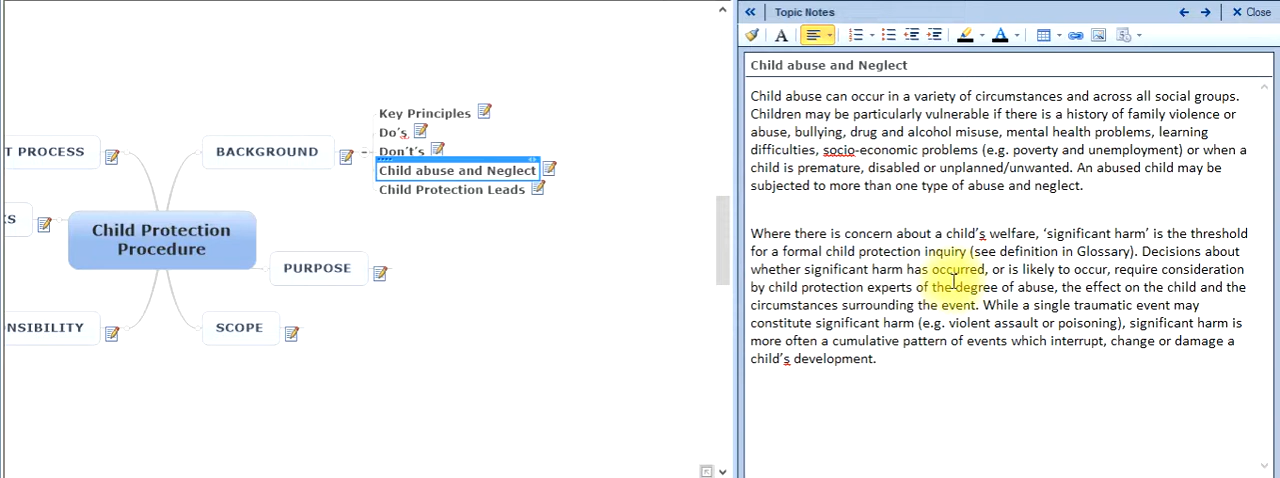 Topic Notes
Close
Child abuse and Neglect
Child abuse can occur in a variety of circumstances and across all social groups.
Children may be particularly vulnerable if there is a history of family violence or
abuse, bullying, drug and alcohol misuse, mental health problems, learning
difficulties, socio-economic problems (e.g. poverty and unemployment) or when a
child is premature, disabled or unplanned/unwanted. An abused child may be
subjected to more than one type of abuse and neglect.
Where there is concern about a child’s welfare, ‘significant harm’ is the threshold
for a formal child protection inquiry (see definition in Glossary). Decisions about
whether significant harm has occurred, or is likely to occur, require consideration
by child protection experts of the degree of abuse, the effect on the child and the
circumstances surrounding the event. While a single traumatic event may
constitute significant harm (e.g. violent assault or poisoning), significant harm is
more often a cumulative pattern of events which interrupt, change or damage a
child’s development.
Key Principles
Do’s
Don’t’s
Child abuse and Neglect
Child Protection Leads
T PROCESS
BACKGROUND
S
Child Protection
Procedure
PURPOSE
NSIBILITY
SCOPE